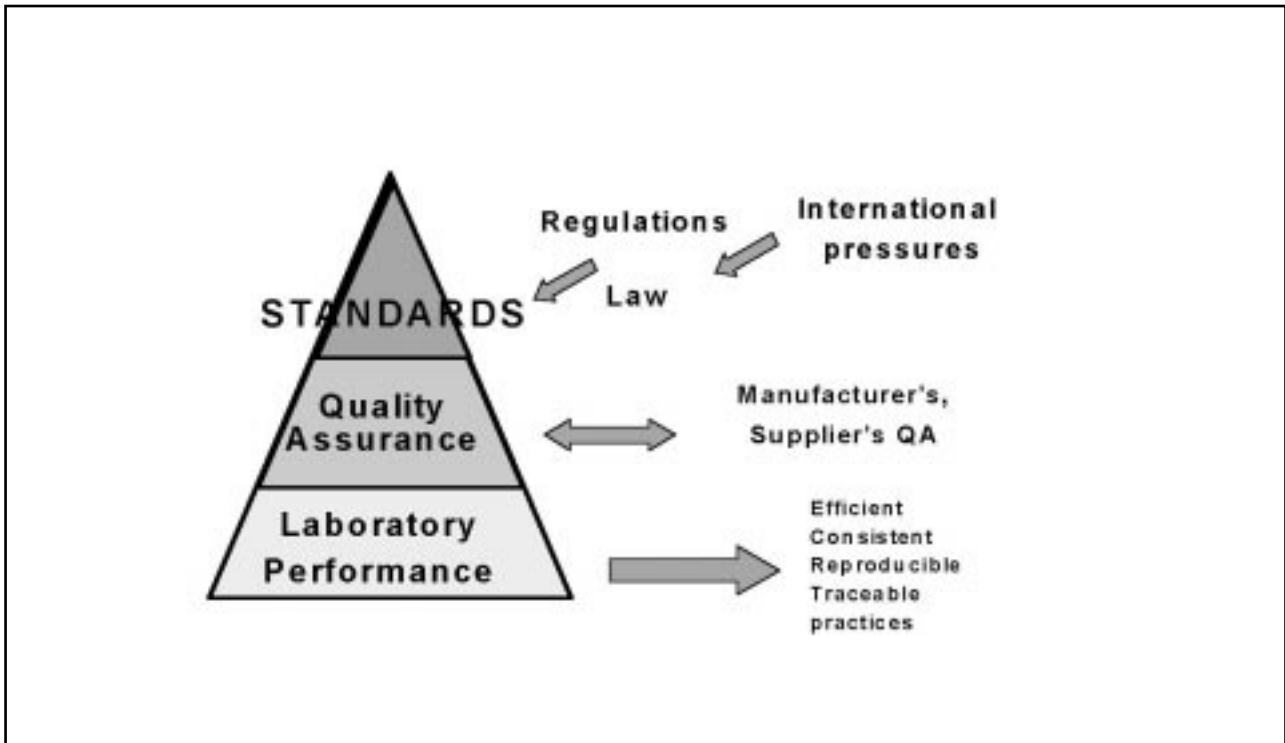 Regulations
International
pressures
Law
STANDARDS
Quality
Assurance
Manufacturer's,
Supplier's QA
Laboratory
Performance
Efficient
Consistent
Reproducible
Traceable
practices